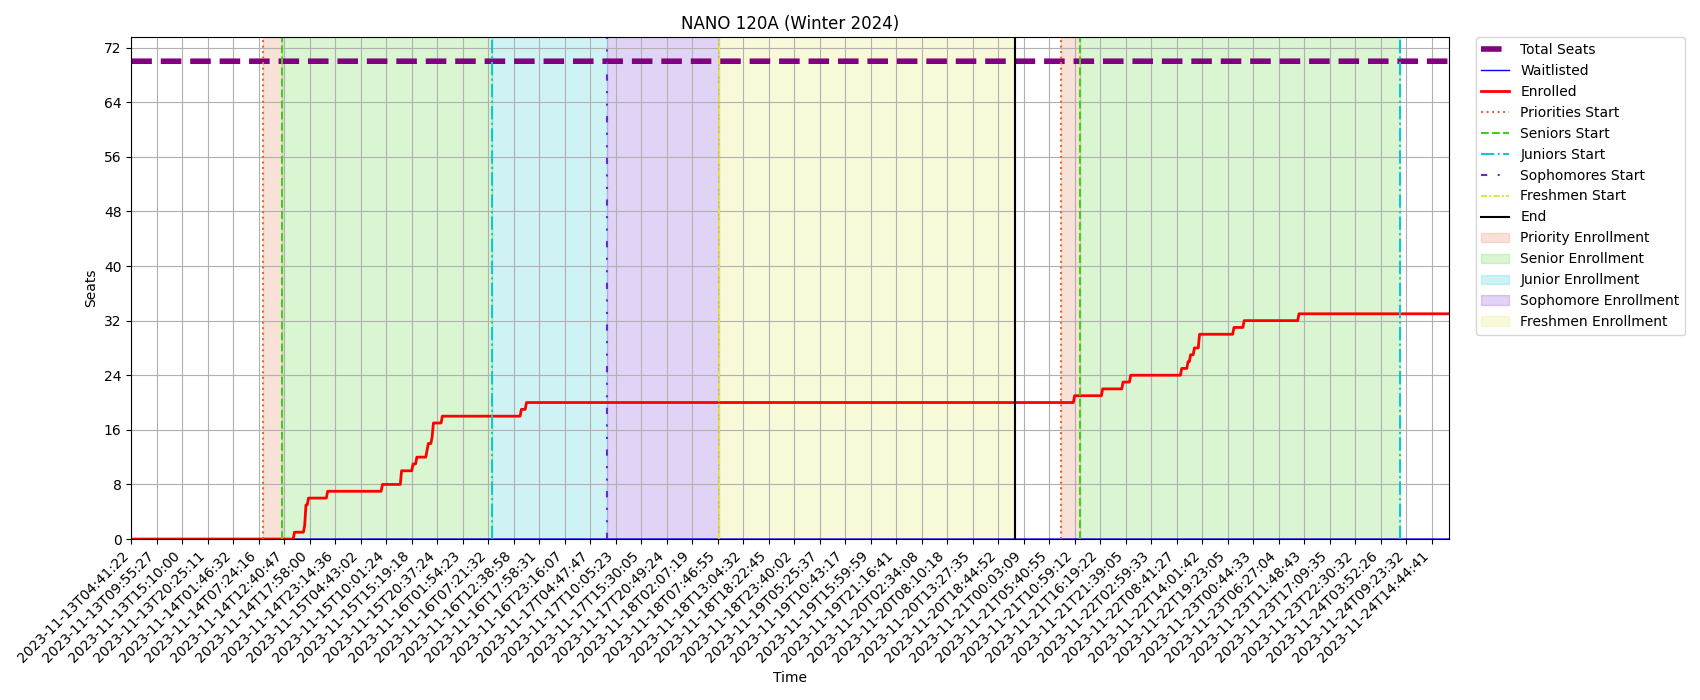 NANO 120A (Winter 2024)
72
64
56
48
40
32
24
16
8
0
Seats
Total Seats
Waitlisted
Enrolled
Priorities Start
Seniors Start
Juniors Start
Sophomores Start
Freshmen Start
End
Priority Enrollment
Senior Enrollment
Junior Enrollment
Sophomore Enrollment
Freshmen Enrollment
2023-11-13T04:41:22
2023-11-13T09:55:27
2023-11-13T15:10:00
2023-11-13T20:25:11
2023-11-14T01:46:32
2023-11-14T07:24:16
2023-11-14T12:40:47
2023-11-14T17:58:00
2023-11-14T23:14:36
2023-11-15T04:43:02
2023-11-15T10:01:24
2023-11-15T15:19:18
2023-11-15T20:37:24
2023-11-16T01:54:23
2023-11-16T07:21:32
2023-11-16T12:38:58
2023-11-16T17:58:31
2023-11-16T23:16:07
2023-11-17T04:47:47
2023-11-17T10:05:23
2023-11-17T15:30:05
2023-11-17T20:49:24
2023-11-18T02:07:19
2023-11-18T07:46:55
2023-11-18T13:04:32
2023-11-18T18:22:45
2023-11-18T23:40:02
2023-11-19T05:25:37
2023-11-19T10:43:17
2023-11-19T15:59:59
2023-11-19T21:16:41
2023-11-20T02:34:08
2023-11-20T08:10:18
2023-11-20T13:27:35
2023-11-20T18:44:52
2023-11-21T00:03:09
2023-11-21T05:40:55
2023-11-21T10:59:12
2023-11-21T16:19:22
2023-11-21T21:39:05
2023-11-22T02:59:33
2023-11-22T08:41:27
2023-11-22T14:01:42
2023-11-22T19:23:05
2023-11-23T00:44:33
2023-11-23T06:27:04
2023-11-23T11:48:43
2023-11-23T17:09:35
2023-11-23T22:30:32
2023-11-24T03:52:26
2023-11-24T09:23:32
2023-11-24T14:44:41
Time